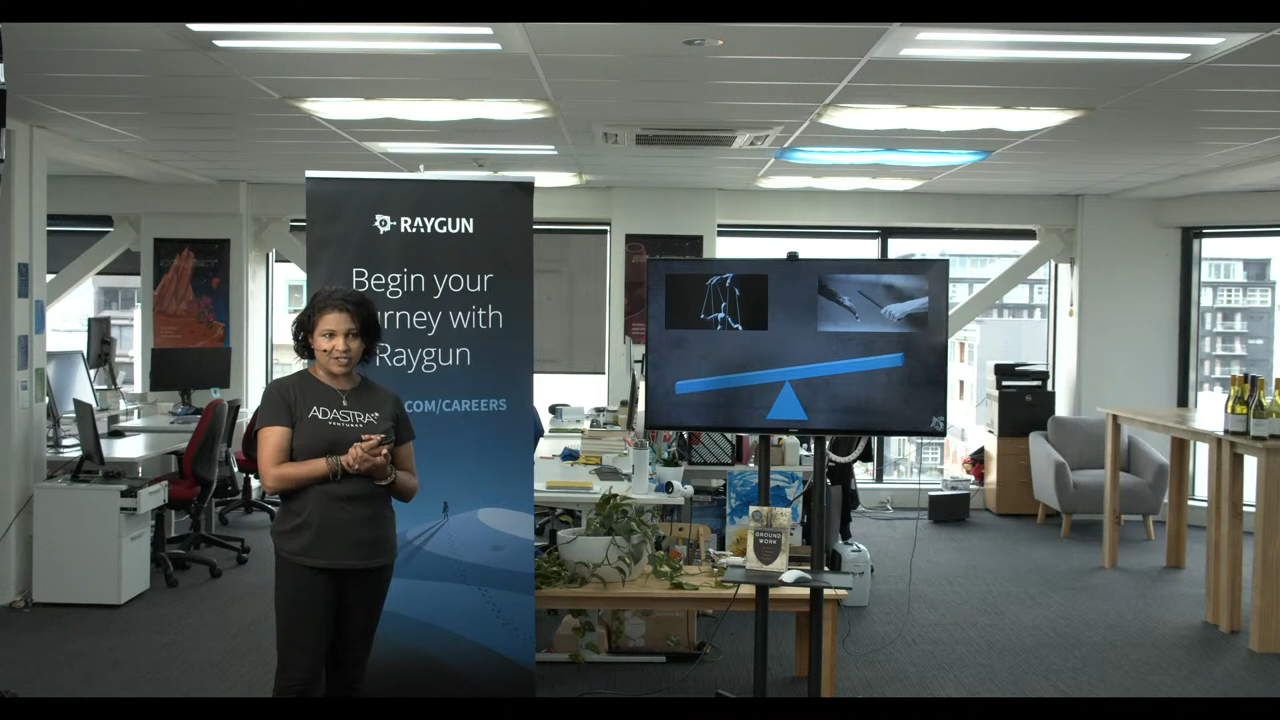 RAYGUN
Begin your
urney with
Raygun
.COM/CAREERS
ADASTRA
VENTURES
GROUND
WORK